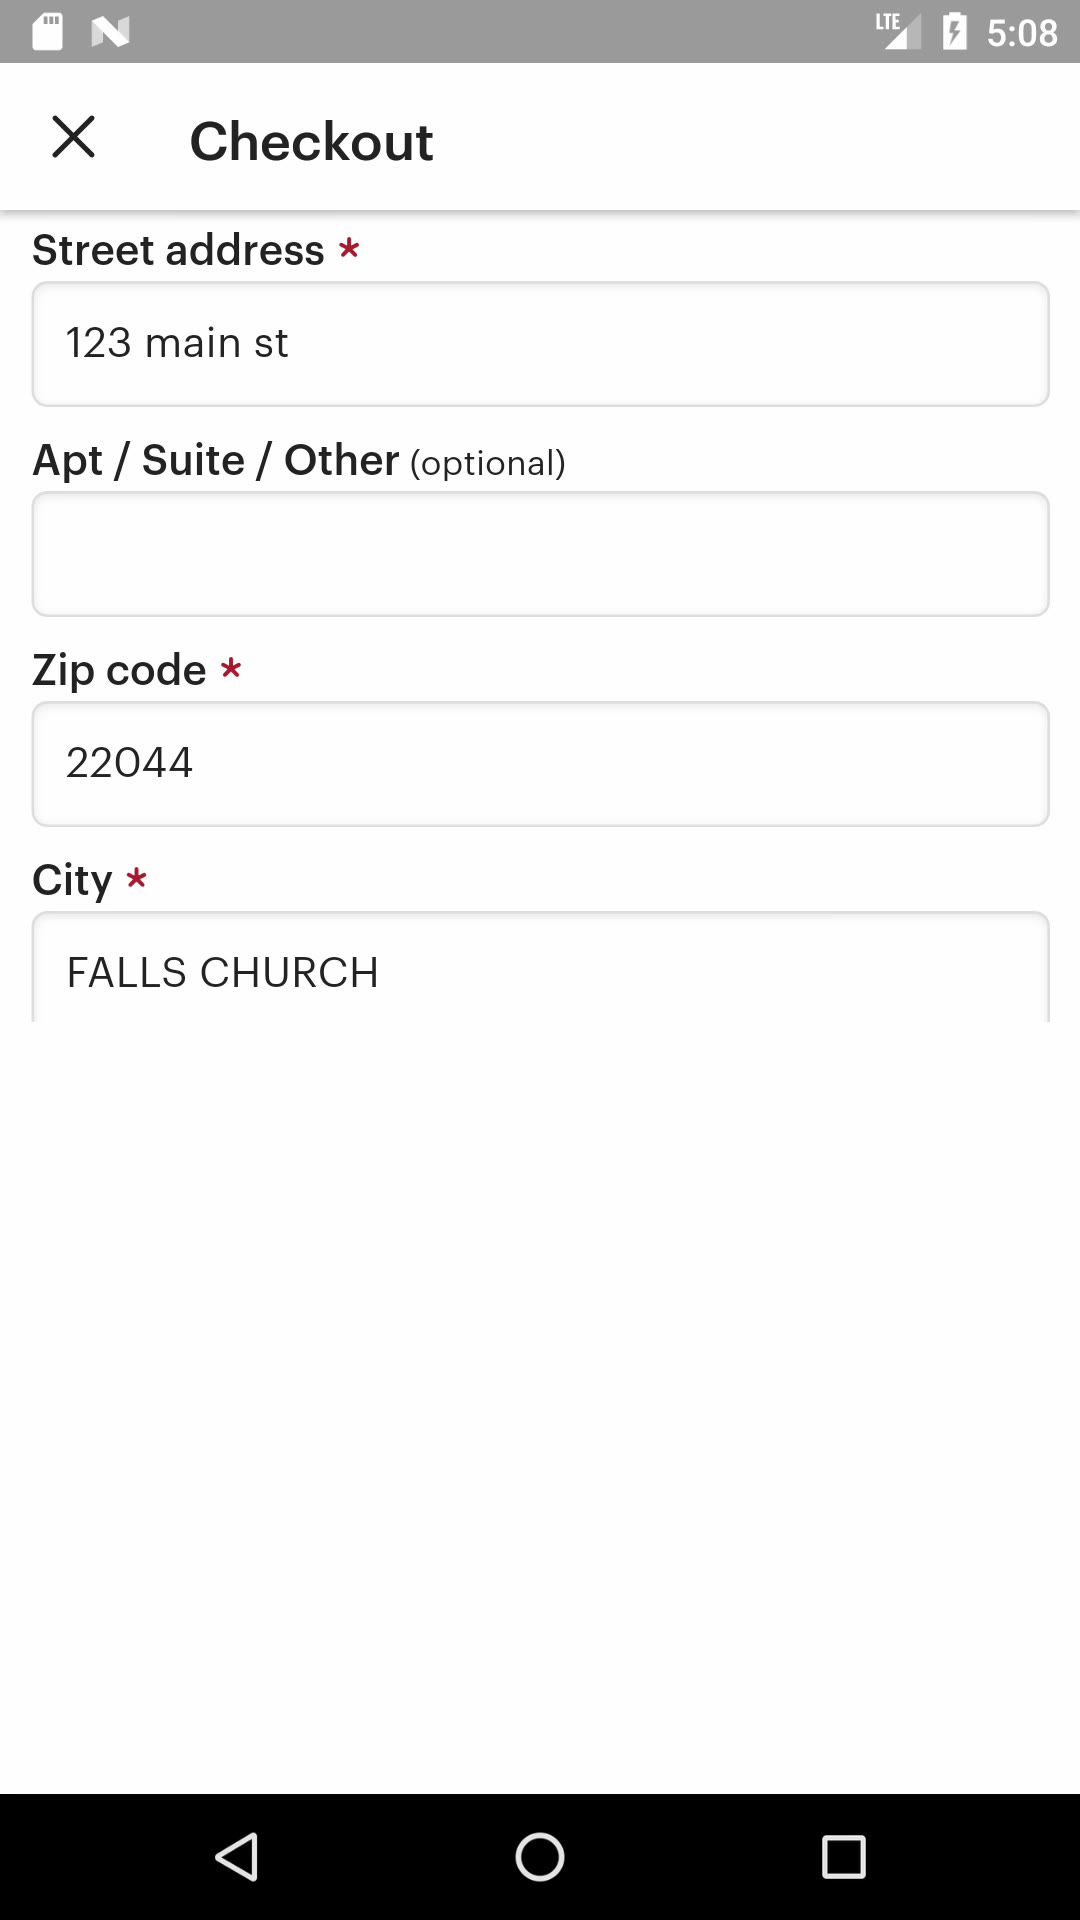 LTE 5:08
Checkout
Street address *
123 main st
Apt / Suite / Other (optional)
Zip code *
22044
City *
FALLS CHURCH